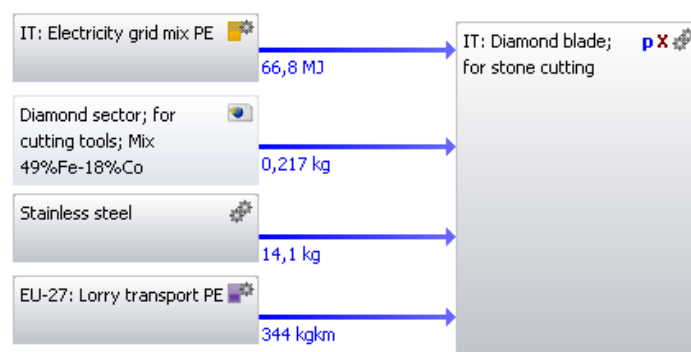 IT: Electricity grid mix PE
66,8 MJ
IT: Diamond blade; p X
for stone cutting
Diamond sector; for
cutting tools; Mix
49%Fe-18%Co
0,217 kg
Stainless steel
14,1 kg
EU-27: Lorry transport PE
344 kgkm